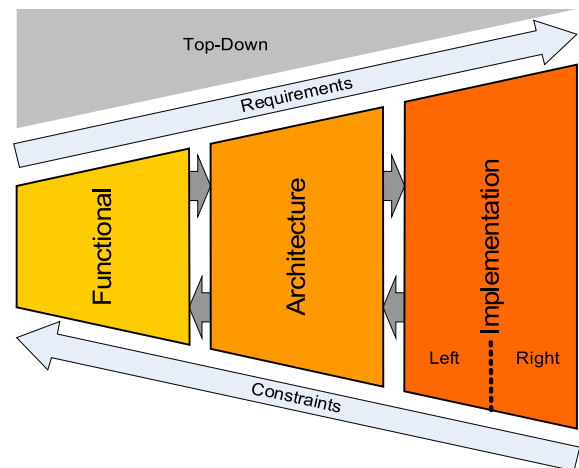 Top-Down
Requirements
Functional
Architecture
Implementation
Left
Right
Constraints